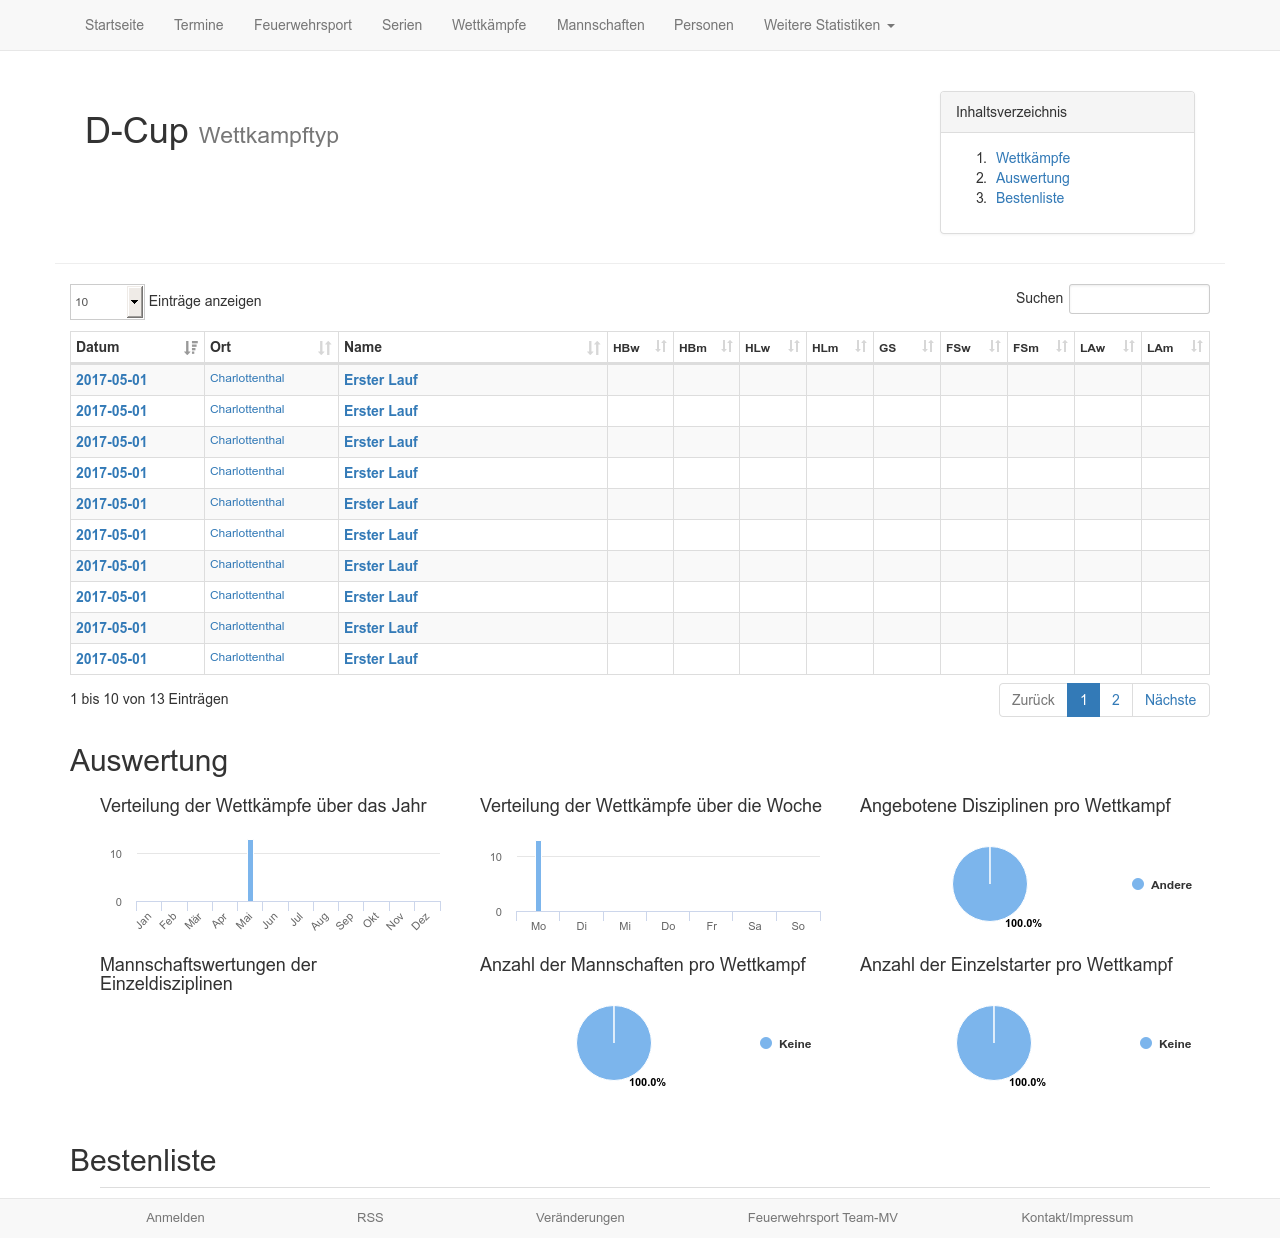 Startseite Termine Feuerwehrsport Serien Wettkämpfe Mannschaften Personen Weitere Statistiken
D-Cup Wettkampftyp
Inhaltsverzeichnis
1. Wettkämpfe
2. Auswertung
3. Bestenliste
10 Einträge anzeigen Suchen
Datum Ort Name HBw HBm HLw HLm GS FSw FSm LAw LAm
2017-05-01 Charlottenthal Erster Lauf
2017-05-01 Charlottenthal Erster Lauf
2017-05-01 Charlottenthal Erster Lauf
2017-05-01 Charlottenthal Erster Lauf
2017-05-01 Charlottenthal Erster Lauf
2017-05-01 Charlottenthal Erster Lauf
2017-05-01 Charlottenthal Erster Lauf
2017-05-01 Charlottenthal Erster Lauf
2017-05-01 Charlottenthal Erster Lauf
2017-05-01 Charlottenthal Erster Lauf
1 bis 10 von 13 Einträgen Zurück 1 2 Nächste
Auswertung
Verteilung der Wettkämpfe über das Jahr
10
0
Jan Feb Mär Apr Mai Jun Jul Aug Sep Okt Nov Dez
Verteilung der Wettkämpfe über die Woche
10
0
Mo Di Mi Do Fr Sa So
Angebotene Disziplinen pro Wettkampf
Andere
100.0%
Mannschaftswertungen der
Einzeldisziplinen
Anzahl der Mannschaften pro Wettkampf
Keine
100.0%
Anzahl der Einzelstarter pro Wettkampf
Keine
100.0%
Bestenliste
Anmelden RSS Veränderungen Feuerwehrsport Team-MV Kontakt/Impressum